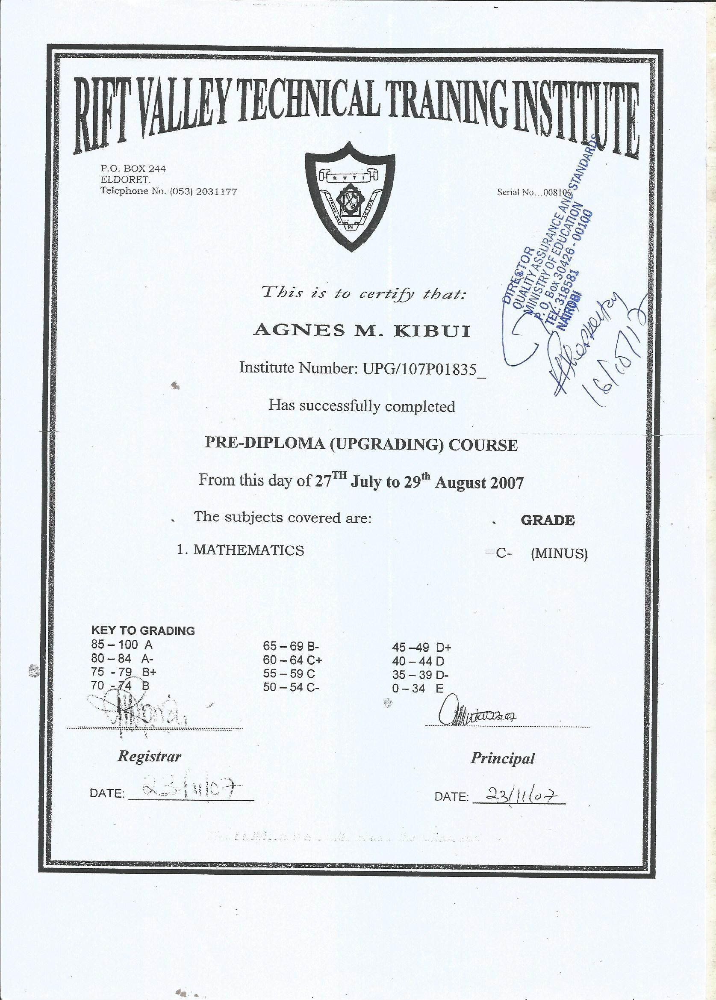 RIFT VALLEY TECHNICAL TRAINING INSTITUTE
P.O. BOX 244
ELDORET.
Telephone No. (053) 2031177
R V T I
IN
ACTION
Serial No...008100
DIRECTOR
QUALITY ASSURANCE AND STANDARDS
MINISTRY OF EDUCATION
P. O. Box 30426 - 00100
TEL: 318581
NAIROBI
This is to certify that:
AGNES M. KIBUI
Institute Number: UPG/107P01835_
Has successfully completed
PRE-DIPLOMA (UPGRADING) COURSE
From this day of 27TH July to 29th August 2007
The subjects covered are: GRADE
1. MATHEMATICS C- (MINUS)
KEY TO GRADING
85 – 100 A 65 – 69 B- 45 –49 D+
80 – 84 A- 60 – 64 C+ 40 – 44 D
75 - 79 B+ 55 – 59 C 35 – 39 D-
70 - 74 B 50 – 54 C- 0 – 34 E
Registrar Principal
DATE: 23/11/07 DATE: 23/11/07